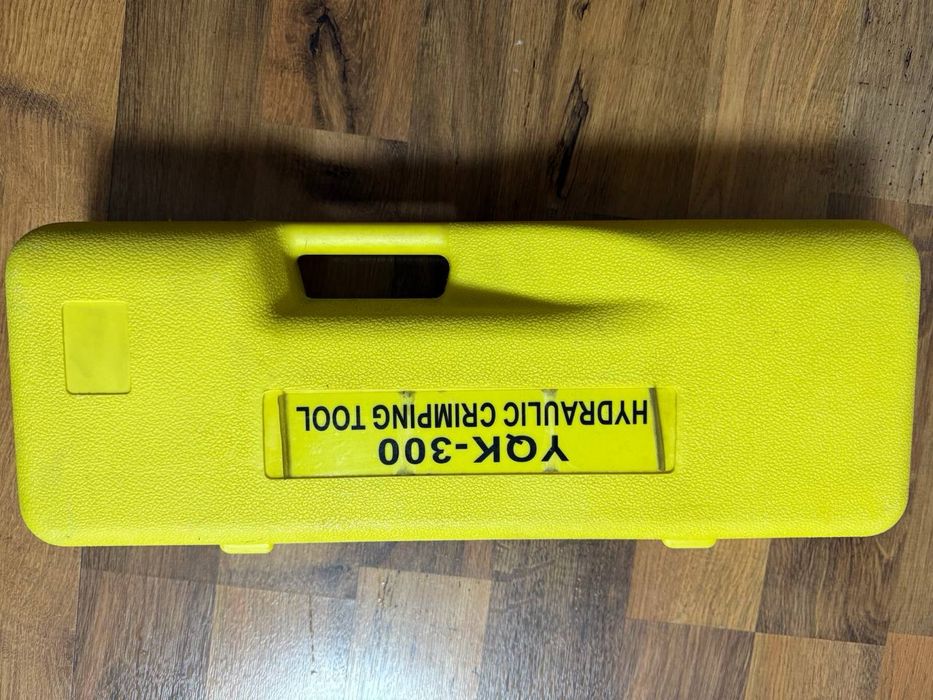 YQK-300
HYDRAULIC CRIMPING TOOL